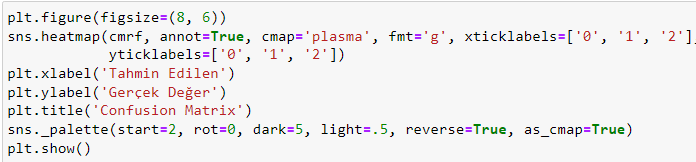 plt.figure(figsize=(8, 6))
sns.heatmap(cmrf, annot=True, cmap='plasma', fmt='g', xticklabels=['0', '1', '2'],
            yticklabels=['0', '1', '2'])
plt.xlabel('Tahmin Edilen')
plt.ylabel('Gerçek Değer')
plt.title('Confusion Matrix')
sns._palette(start=2, rot=0, dark=5, light=.5, reverse=True, as_cmap=True)
plt.show()